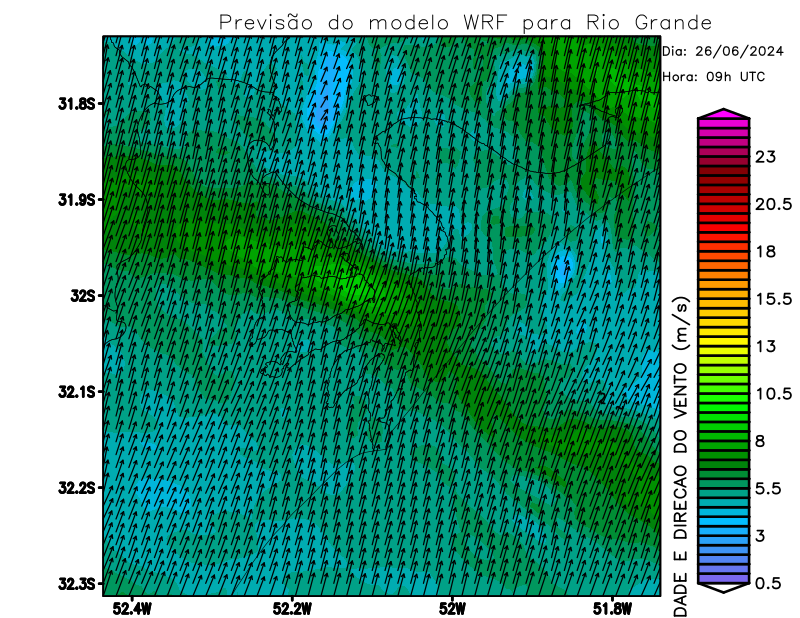 Previsão do modelo WRF para Rio Grande
Dia: 26/06/2024
Hora: 09h UTC
31.8S
31.9S
32S
32.1S
32.2S
32.3S
52.4W
52.2W
52W
51.8W
23
20.5
18
15.5
13
10.5
8
5.5
3
0.5
DADE E DIRECAO DO VENTO (m/s)